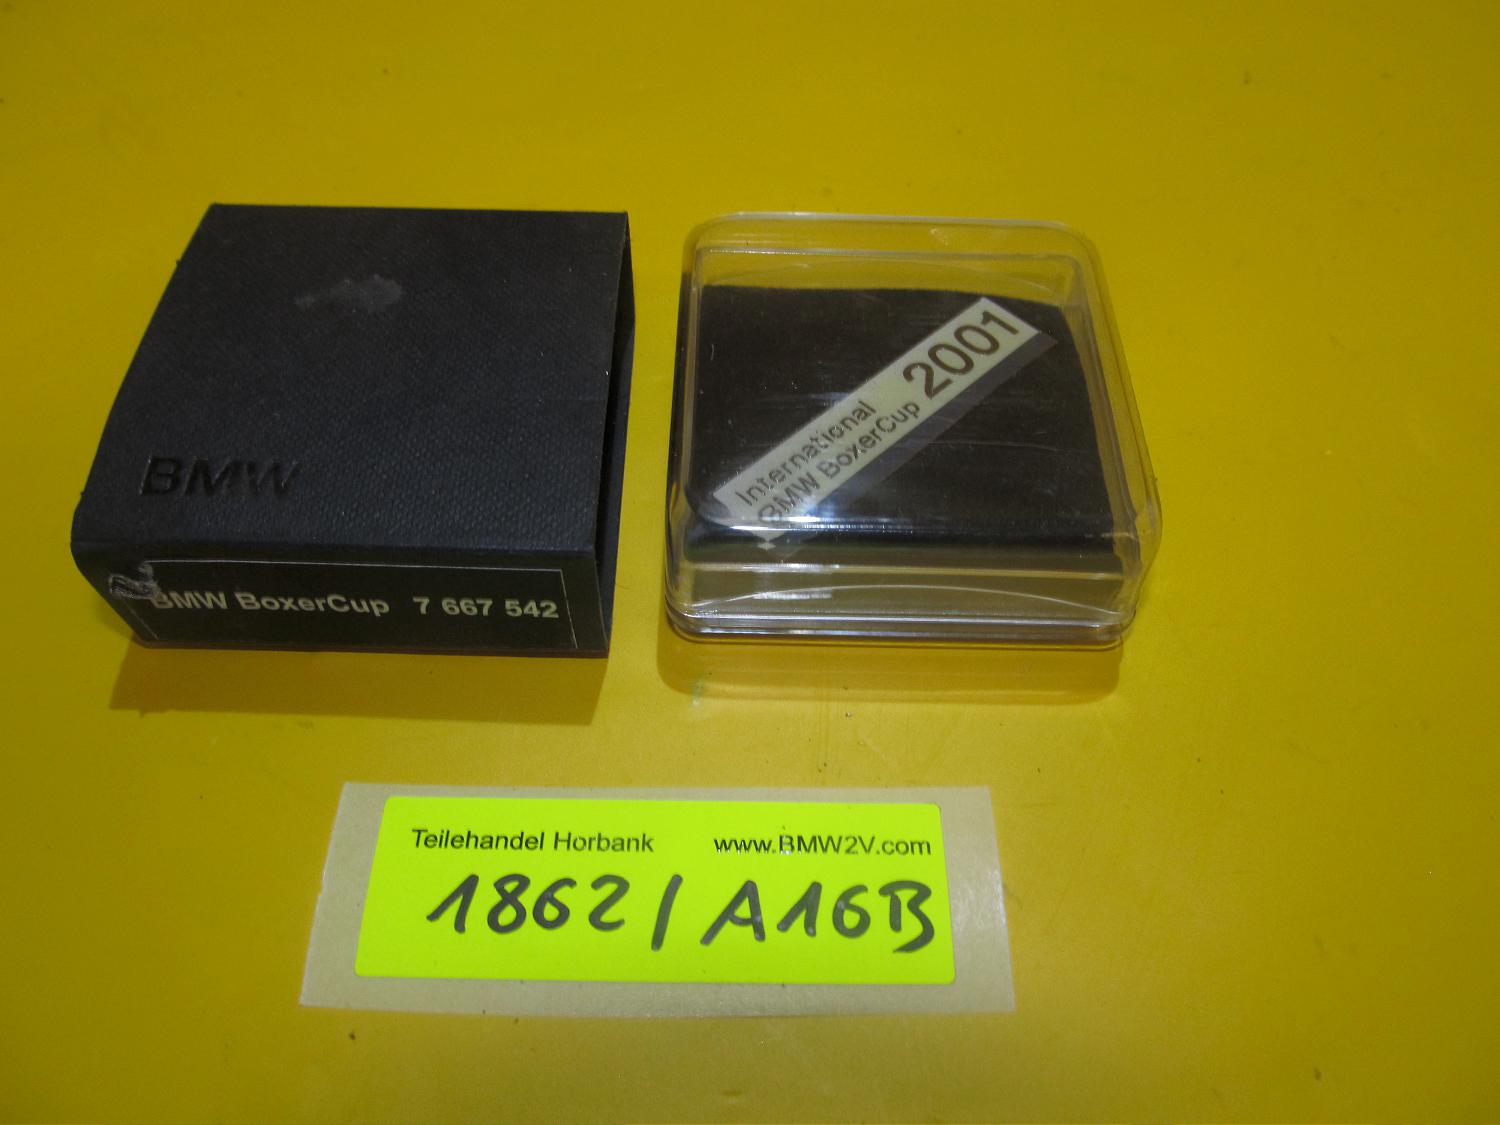 BMW
BMW BoxerCup 7 667 542
International
BMW BoxerCup 2001
Teilehandel Horbank www.BMW2V.com
1862 / A16B